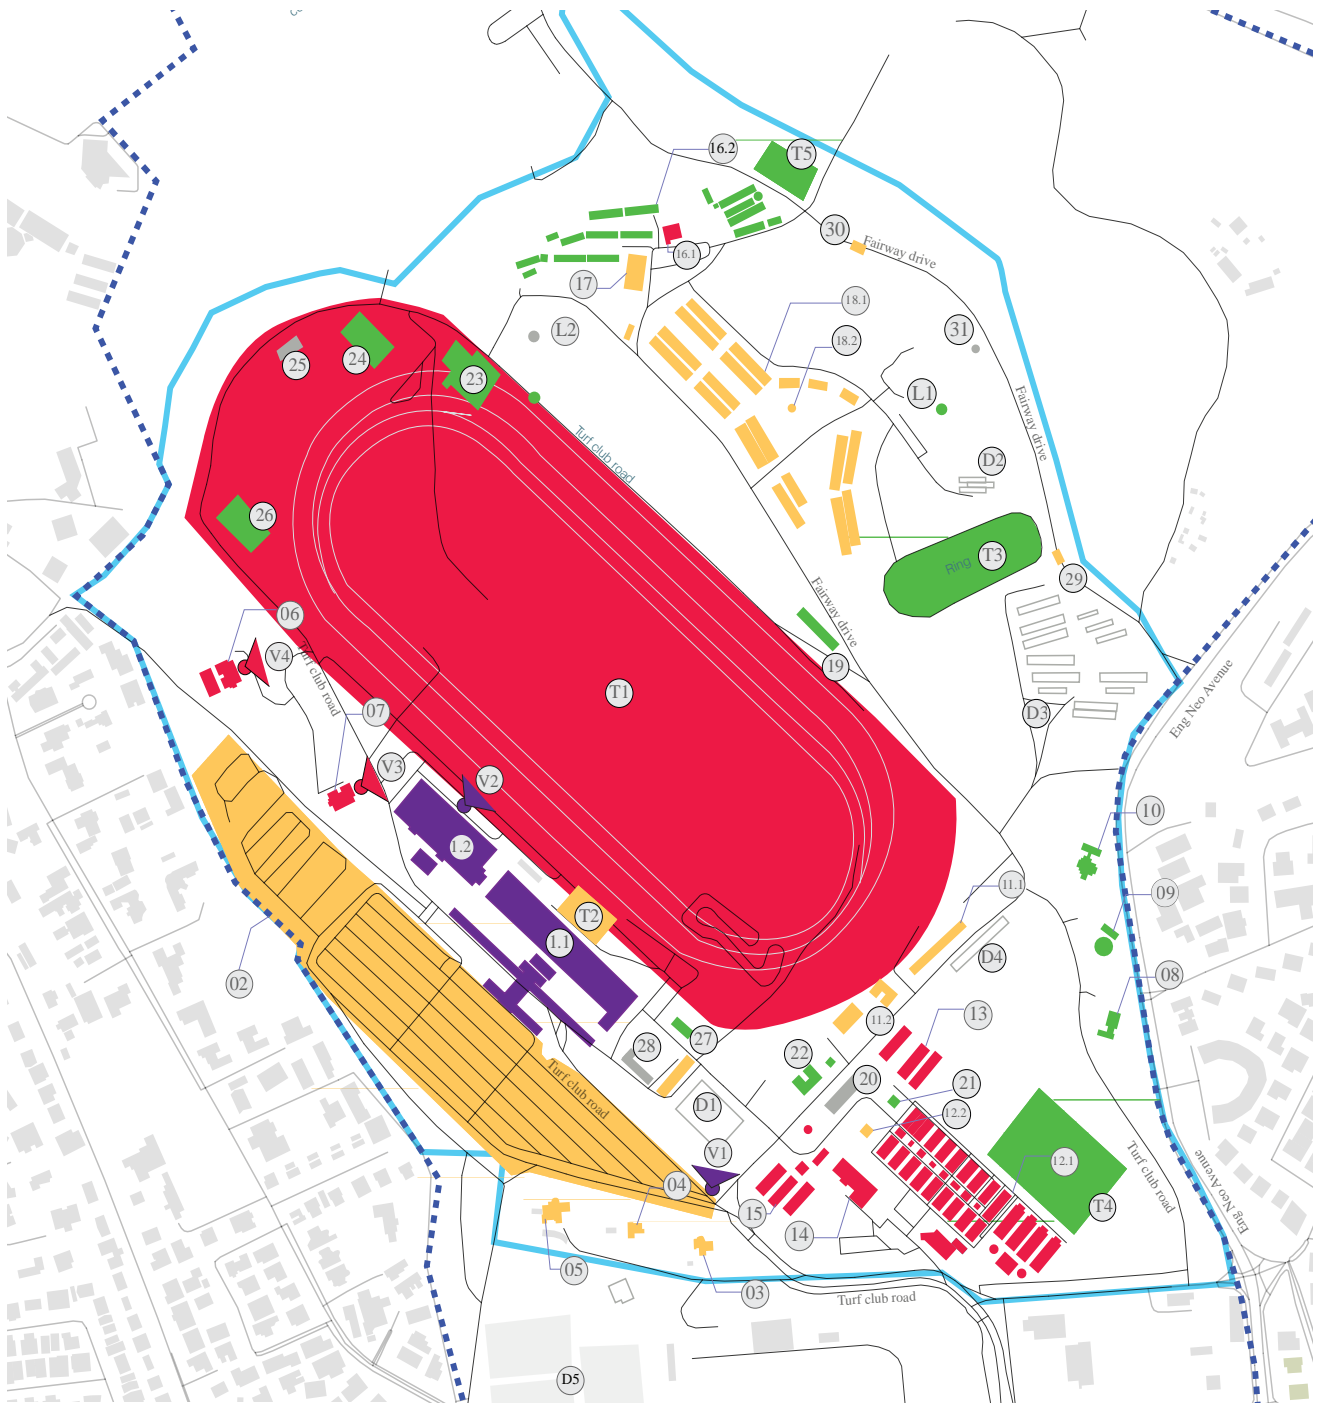 16.2
T5
30
Fairway drive
16.1
17
18.1
L2
31
18.2
25
24
23
L1
Fairway drive
Turf club road
D2
26
T3
Ring
29
Fairway drive
06
19
V4
Turf club road
T1
Eng Neo Avenue
07
D3
V3
V2
10
1.2
11.1
09
T2
1.1
D4
02
08
13
11.2
27
28
22
20
21
Turf club road
D1
12.2
V1
12.1
Turf club road
Eng Neo Avenue
04
T4
15
14
05
03
Turf club road
D5